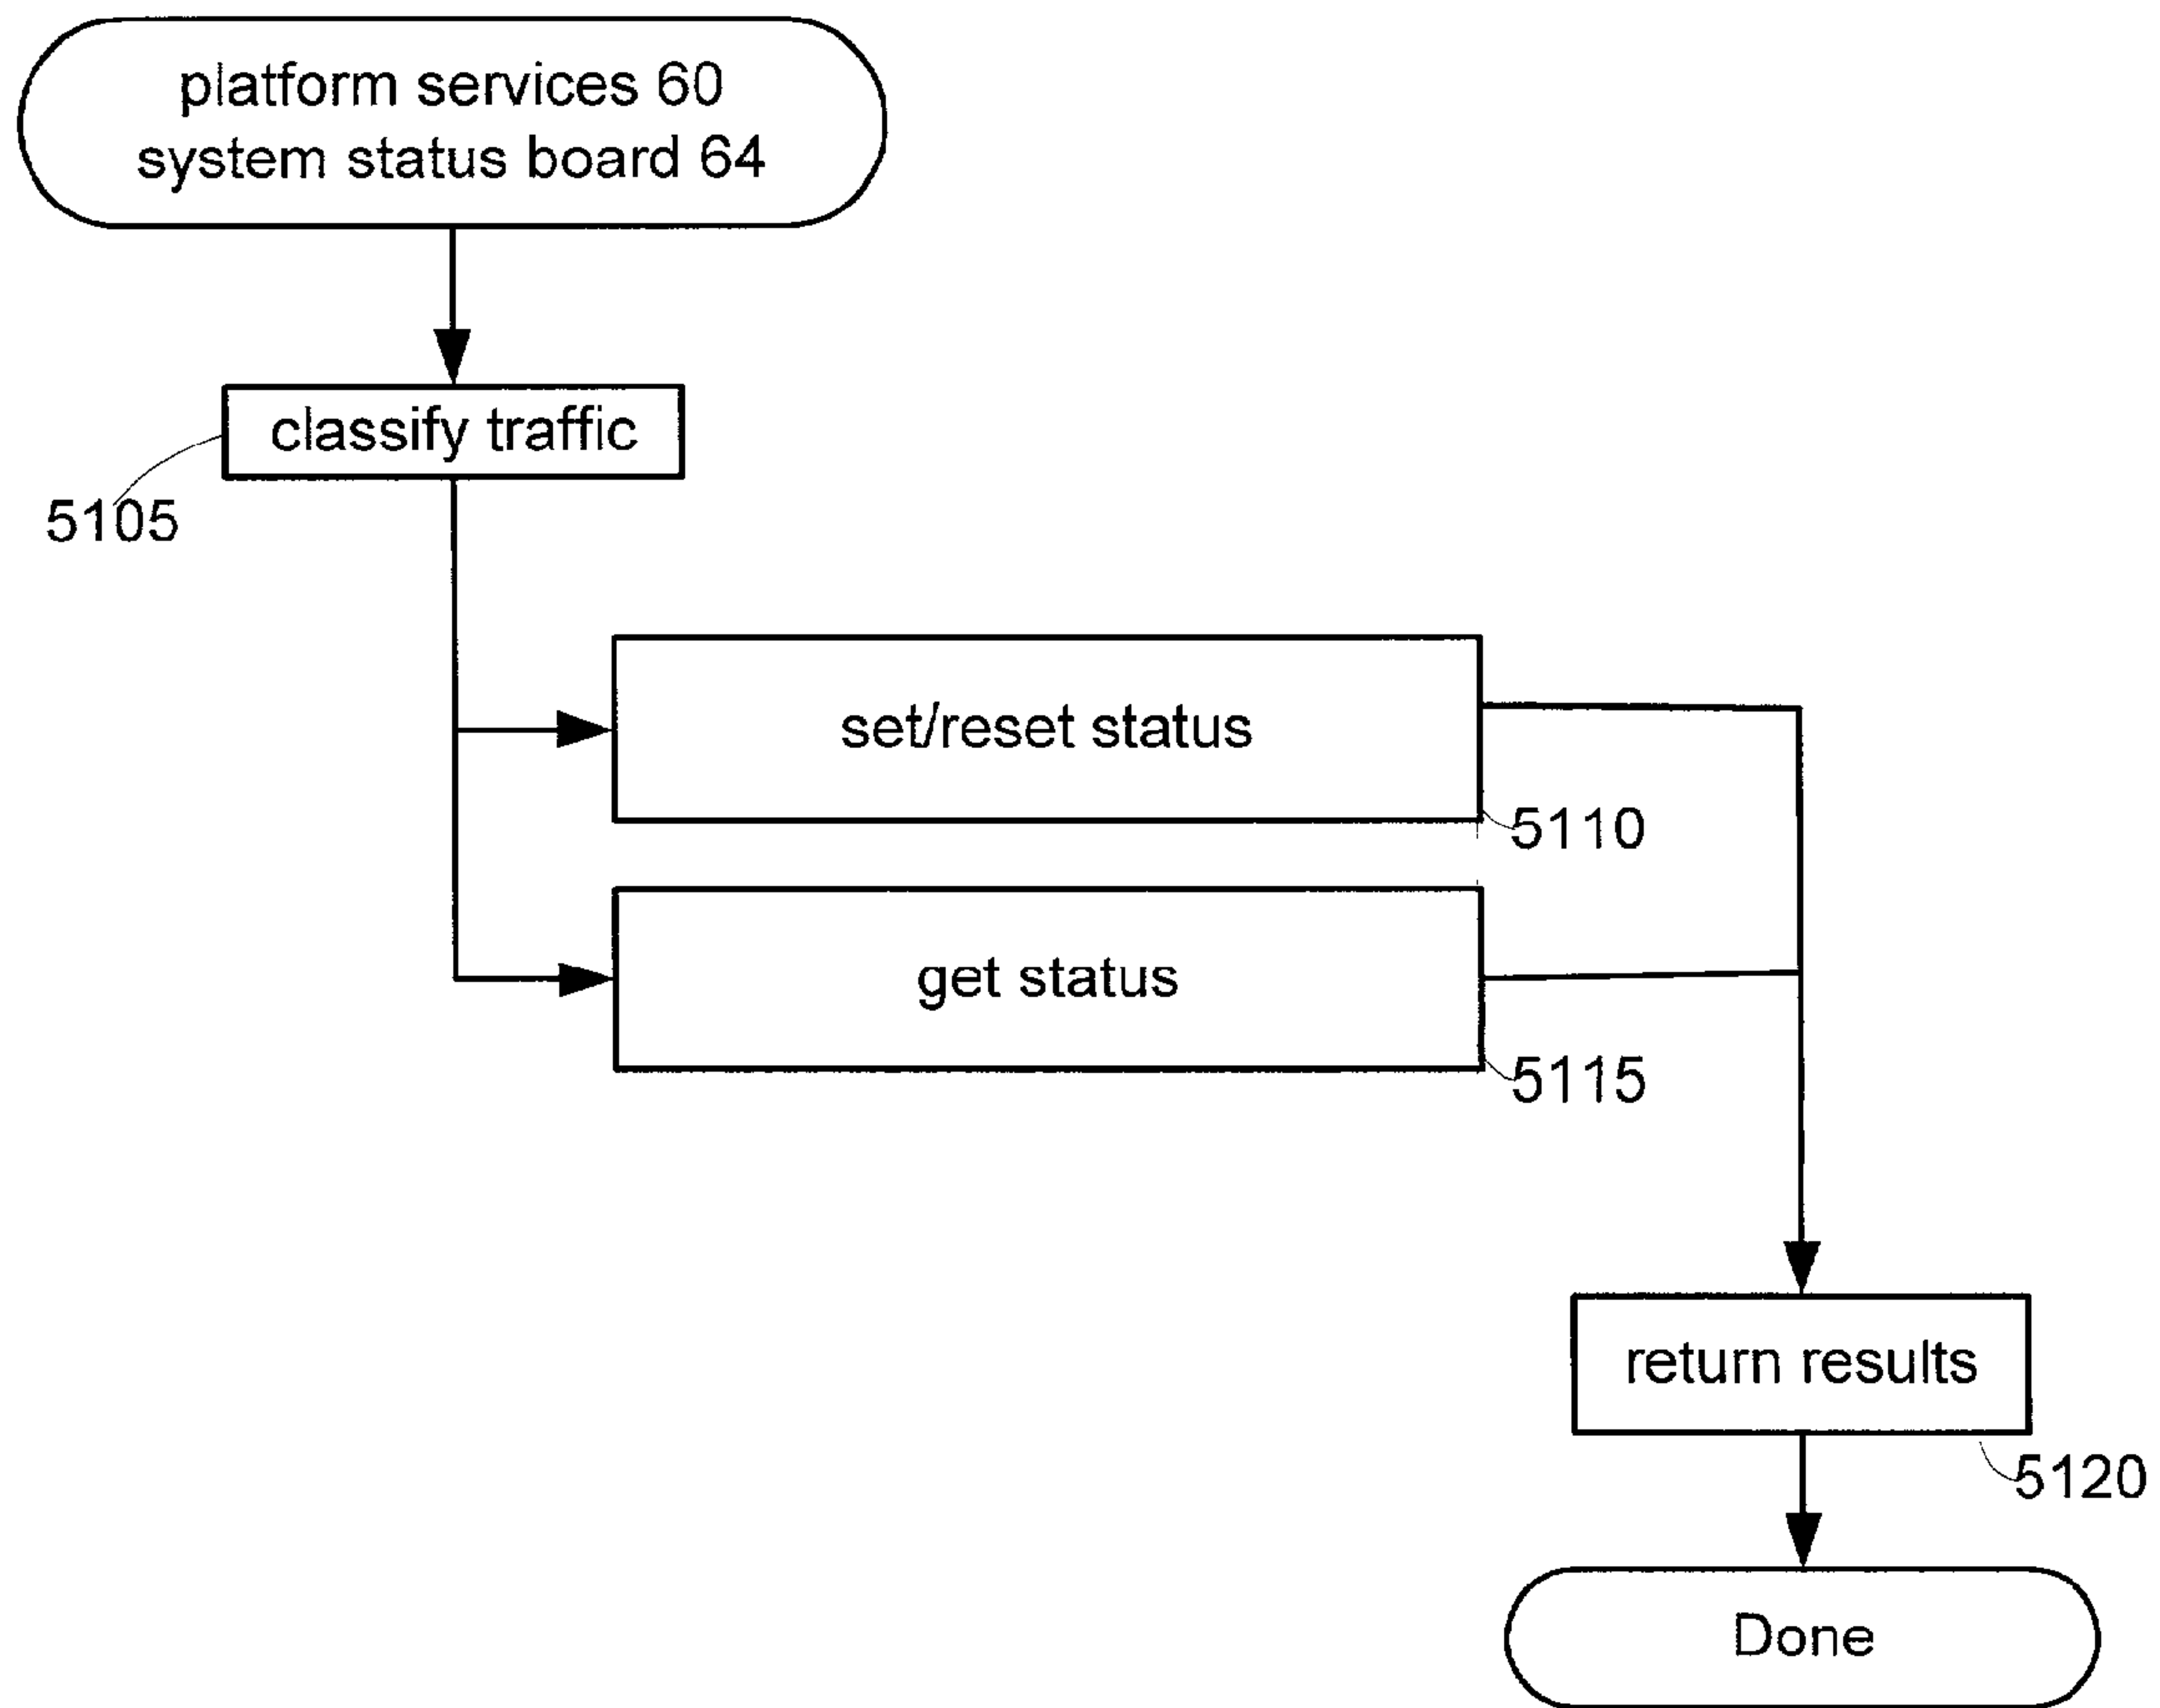 platform services 60
system status board 64
classify traffic
5105
set/reset status
5110
get status
5115
return results
5120
Done